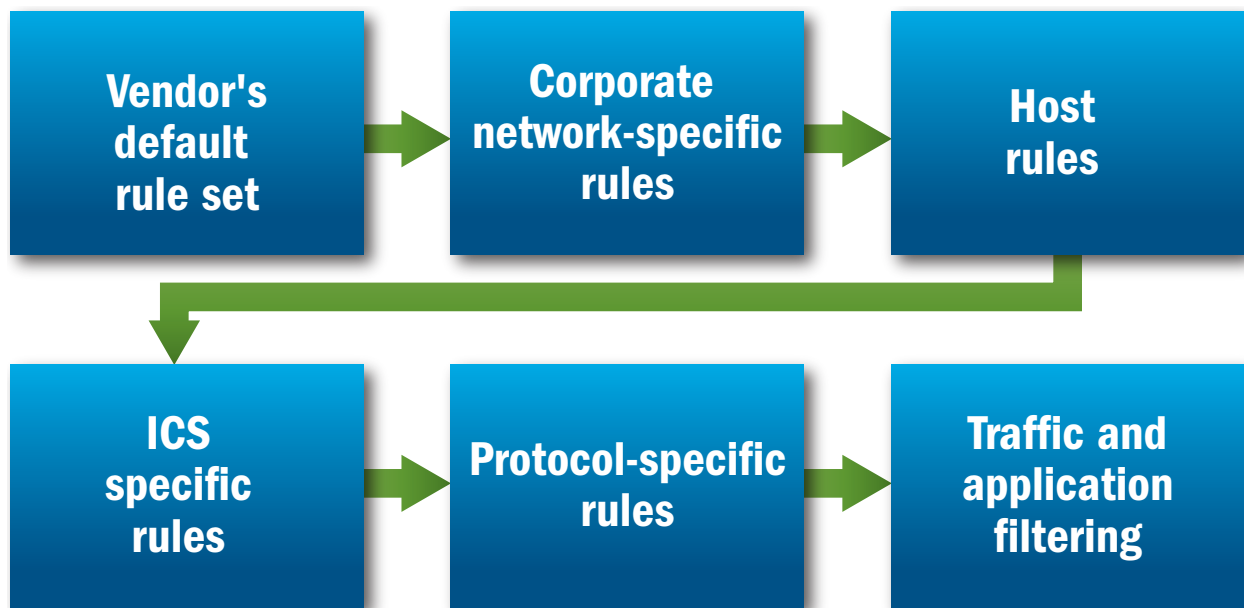 Vendor's
default
rule set
Corporate
network-specific
rules
Host
rules
ICS
specific
rules
Protocol-specific
rules
Traffic and
application
filtering